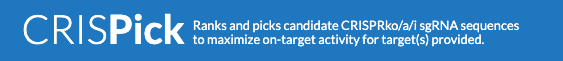 CRISPick
Ranks and picks candidate CRISPRko/a/i sgRNA sequences
to maximize on-target activity for target(s) provided.